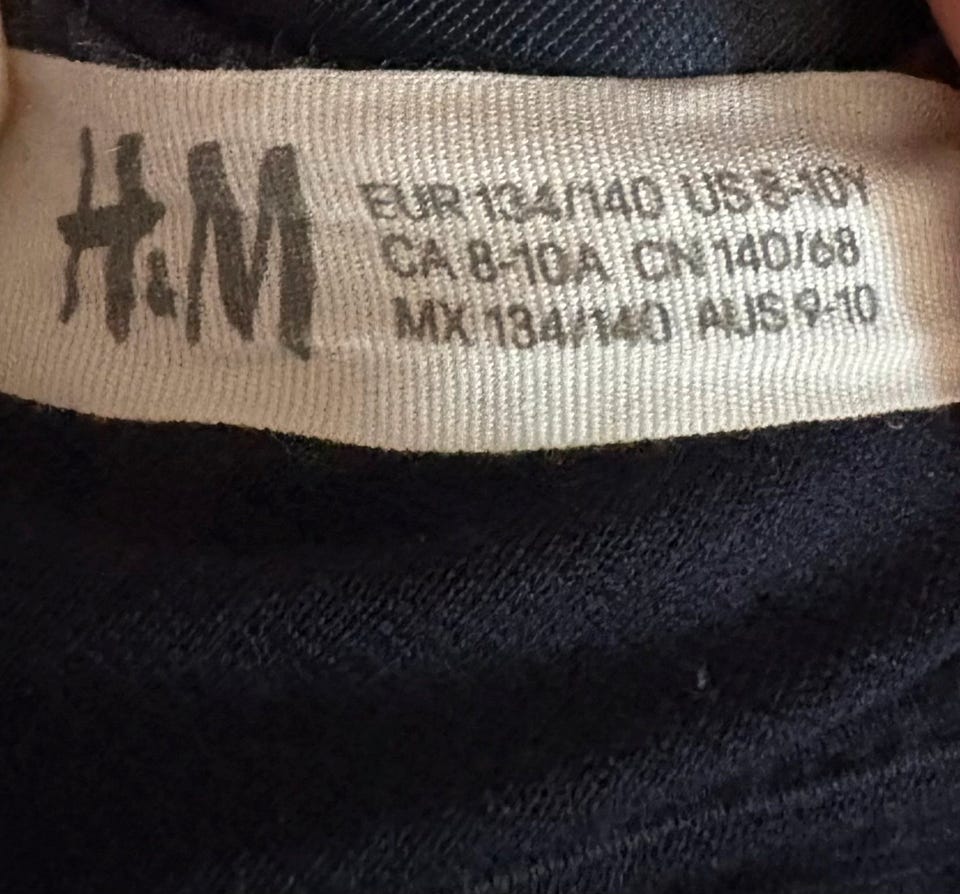 H&M
EUR 134/140 US 8-10Y
CA 8-10A CN 140/68
MX 134/140 AUS 9-10